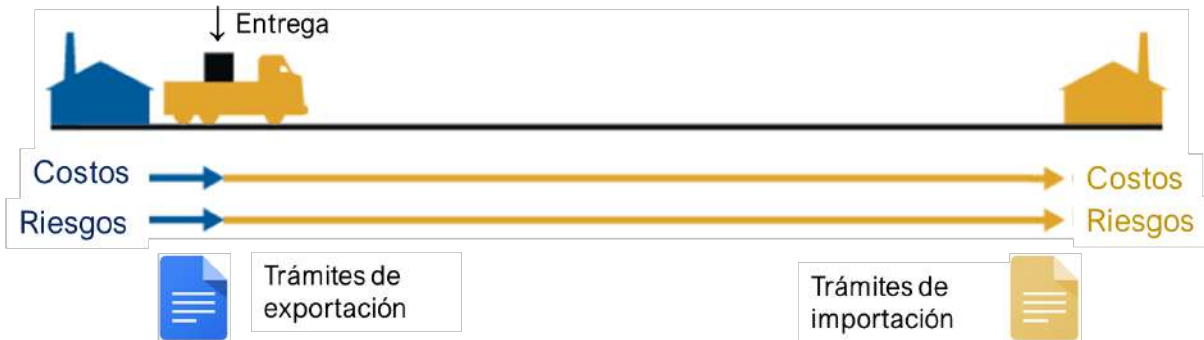 ↓ Entrega
Costos
Costos
Riesgos
Riesgos
Trámites de
exportación
Trámites de
importación